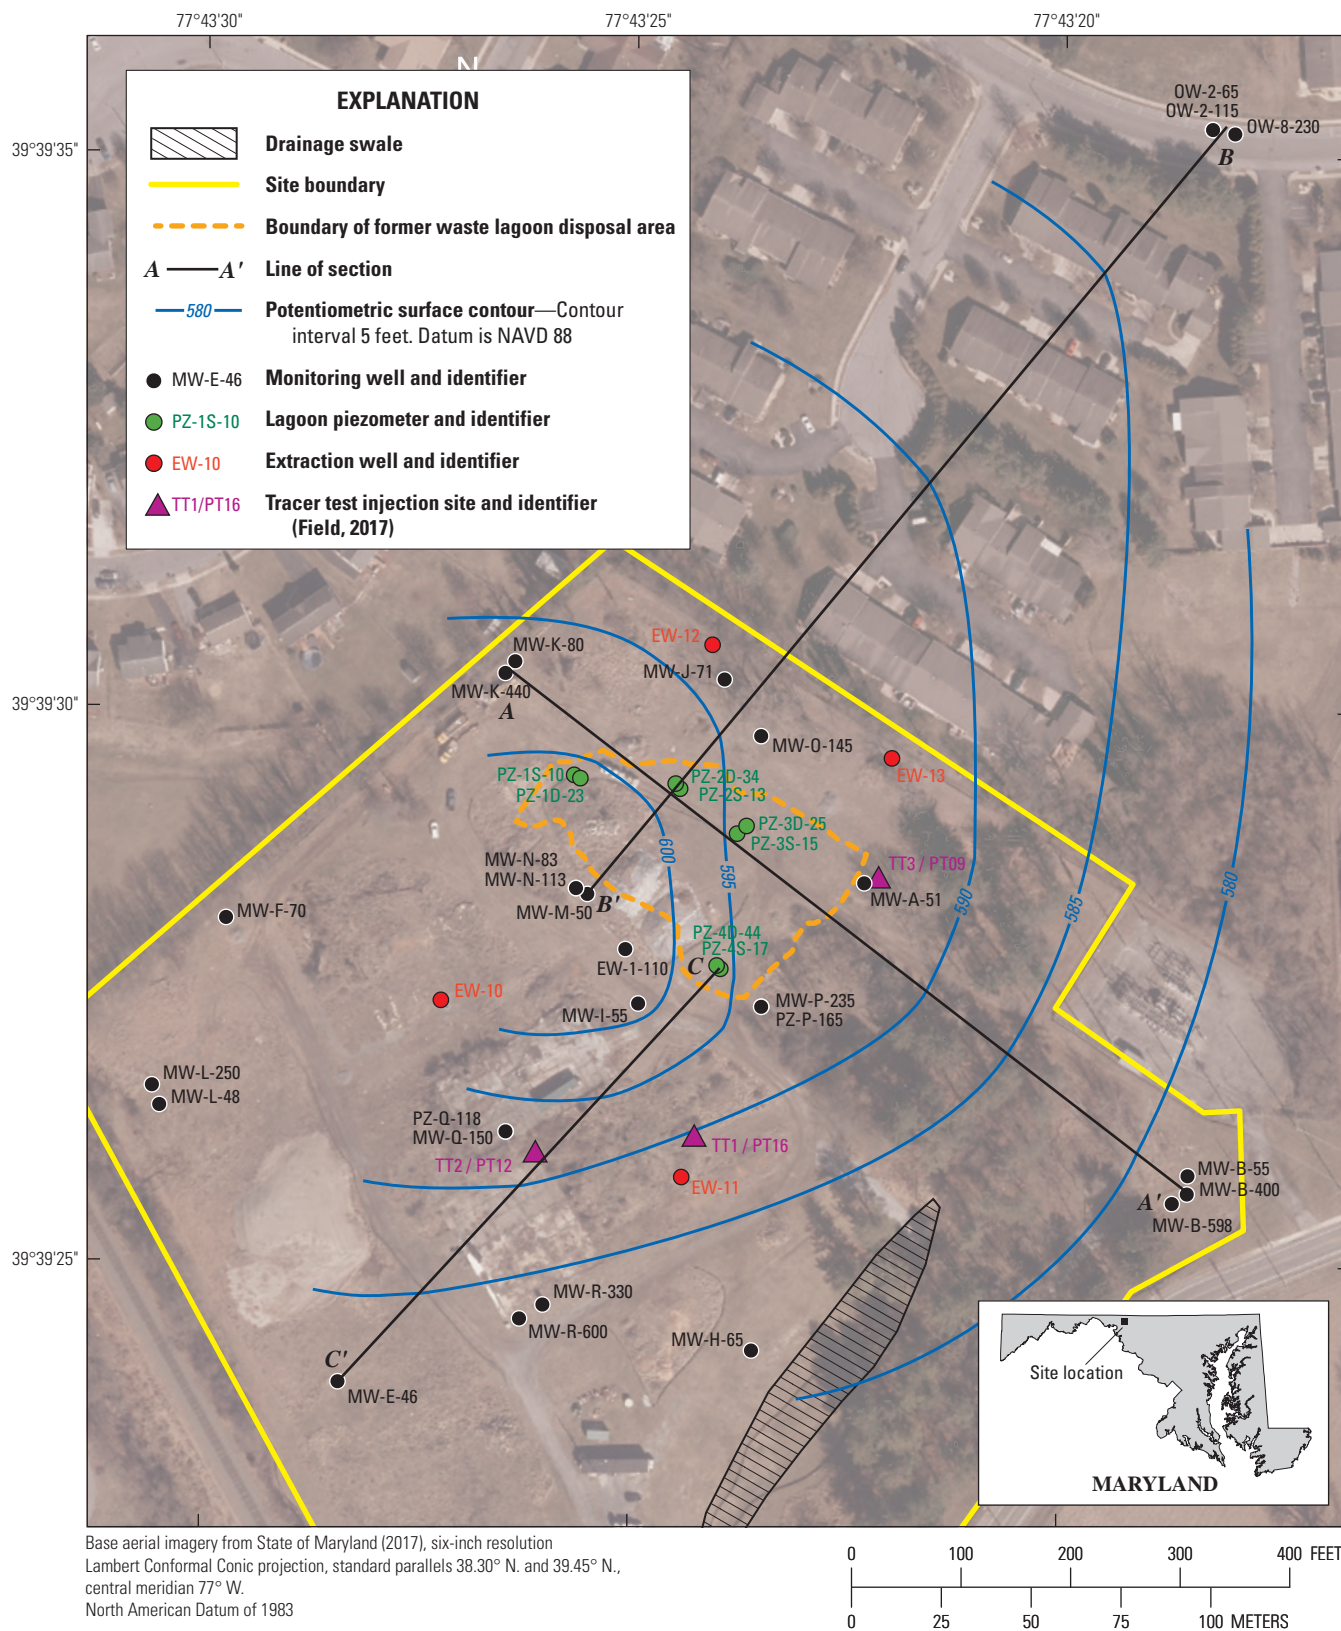 77°43'30"
77°43'25"
77°43'20"
N
EXPLANATION
Drainage swale
Site boundary
Boundary of former waste lagoon disposal area
A A' Line of section
580 Potentiometric surface contour—Contour
interval 5 feet. Datum is NAVD 88
MW-E-46 Monitoring well and identifier
PZ-1S-10 Lagoon piezometer and identifier
EW-10 Extraction well and identifier
TT1/PT16 Tracer test injection site and identifier
(Field, 2017)
OW-2-65
OW-2-115
OW-8-230
B
39°39'35"
EW-12
MW-K-80
MW-J-71
MW-K-440
A
39°39'30"
MW-O-145
EW-13
PZ-1S-10
PZ-1D-23
PZ-2D-34
PZ-2S-13
PZ-3D-25
PZ-3S-15
600
595
590
585
580
MW-N-83
MW-N-113
MW-M-50
B'
TT3 / PT09
MW-A-51
MW-F-70
PZ-4D-44
PZ-4S-17
C
EW-1-110
EW-10
MW-I-55
MW-P-235
PZ-P-165
MW-L-250
MW-L-48
PZ-Q-118
MW-Q-150
TT2 / PT12
TT1 / PT16
EW-11
MW-B-55
MW-B-400
A'
MW-B-598
39°39'25"
MW-R-330
MW-R-600
MW-H-65
C'
MW-E-46
Site location
MARYLAND
Base aerial imagery from State of Maryland (2017), six-inch resolution
Lambert Conformal Conic projection, standard parallels 38.30° N. and 39.45° N.,
central meridian 77° W.
North American Datum of 1983
0 100 200 300 400 FEET
0 25 50 75 100 METERS